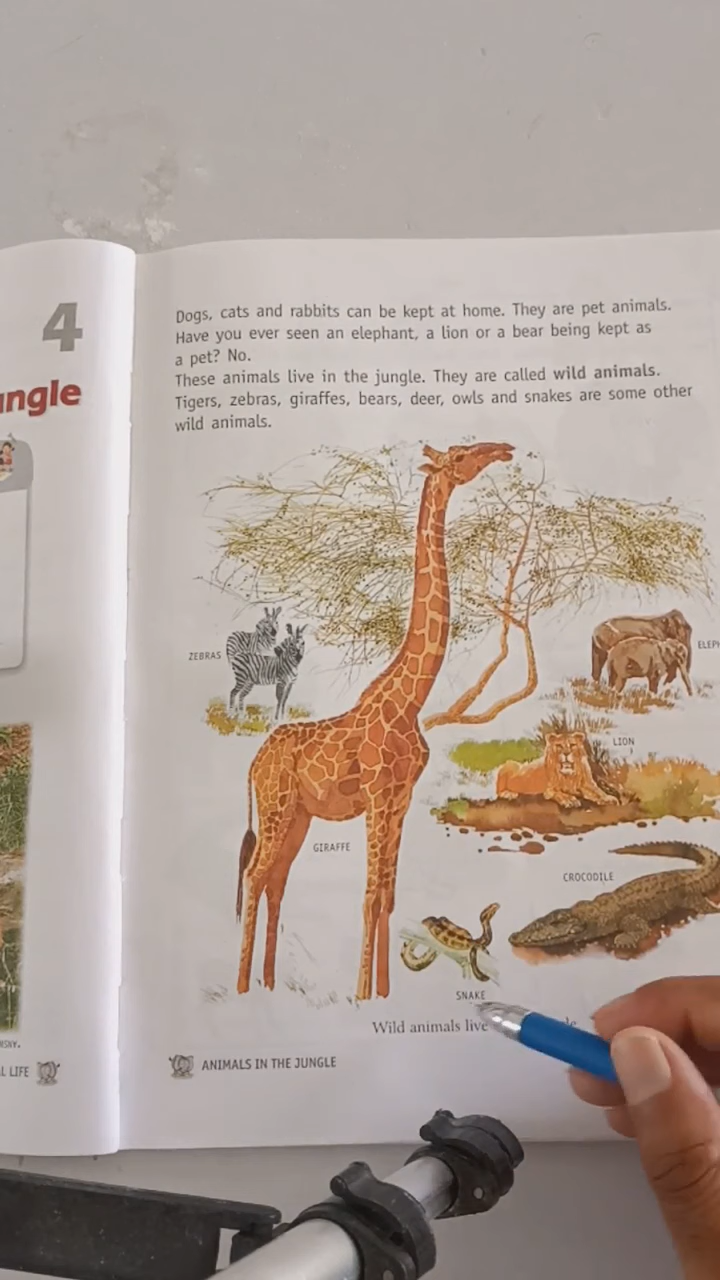 4
Dogs, cats and rabbits can be kept at home. They are pet animals.
Have you ever seen an elephant, a lion or a bear being kept as
a pet? No.
These animals live in the jungle. They are called wild animals.
Tigers, zebras, giraffes, bears, deer, owls and snakes are some other
wild animals.
ZEBRAS
LION
GIRAFFE
CROCODILE
SNAKE
Wild animals live
LIFE
ANIMALS IN THE JUNGLE